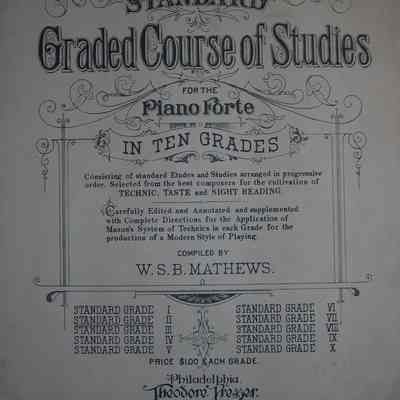 STANDARD
Graded Course of Studies
FOR THE
Piano Forte
IN TEN GRADES
Consisting of standard Etudes and Studies arranged in progressive
order. Selected from the best composers for the cultivation of
TECHNIC, TASTE and SIGHT READING
Carefully Edited and Annotated and supplemented
with Complete Directions for the Application of
Mason's System of Technics in each Grade for the
production of a Modern Style of Playing.
COMPILED BY
W. S. B. MATHEWS.
STANDARD GRADE I
STANDARD GRADE II
STANDARD GRADE III
STANDARD GRADE IV
STANDARD GRADE V
STANDARD GRADE VI
STANDARD GRADE VII
STANDARD GRADE VIII
STANDARD GRADE IX
STANDARD GRADE X
PRICE $1.00 EACH GRADE.
Philadelphia
Theodore Presser.